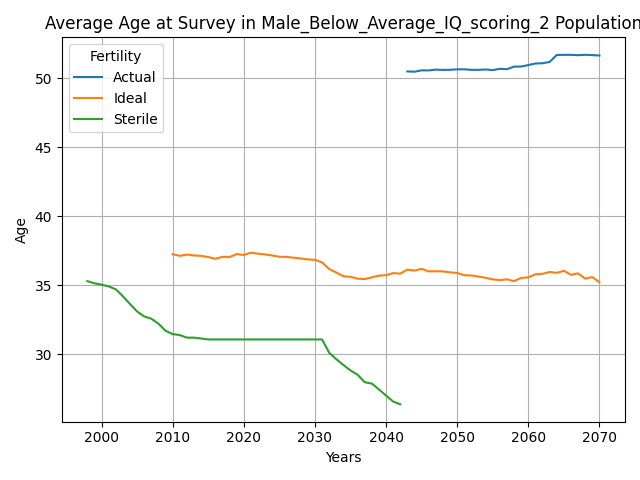 Average Age at Survey in Male_Below_Average_IQ_scoring_2 Population
Fertility
Actual
Ideal
Sterile
50
45
40
35
30
Age
2000 2010 2020 2030 2040 2050 2060 2070
Years